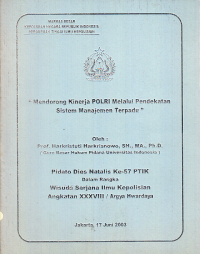 MARKAS BESAR
KEPOLISIAN NEGARA REPUBLIK INDONESIA
PERGURUAN TINGGI ILMU KEPOLISIAN
" Mendorong Kinerja POLRI Melalui Pendekatan
Sistem Manajemen Terpadu "
Oleh :
Prof. Harkristuti Harkrisnowo, SH., MA., Ph.D.
( Guru Besar Hukum Pidana Universitas Indonesia )
Pidato Dies Natalis Ke-57 PTIK
Dalam Rangka
Wisuda Sarjana Ilmu Kepolisian
Angkatan XXXVIII / Argya Hwardaya
Jakarta, 17 Juni 2003